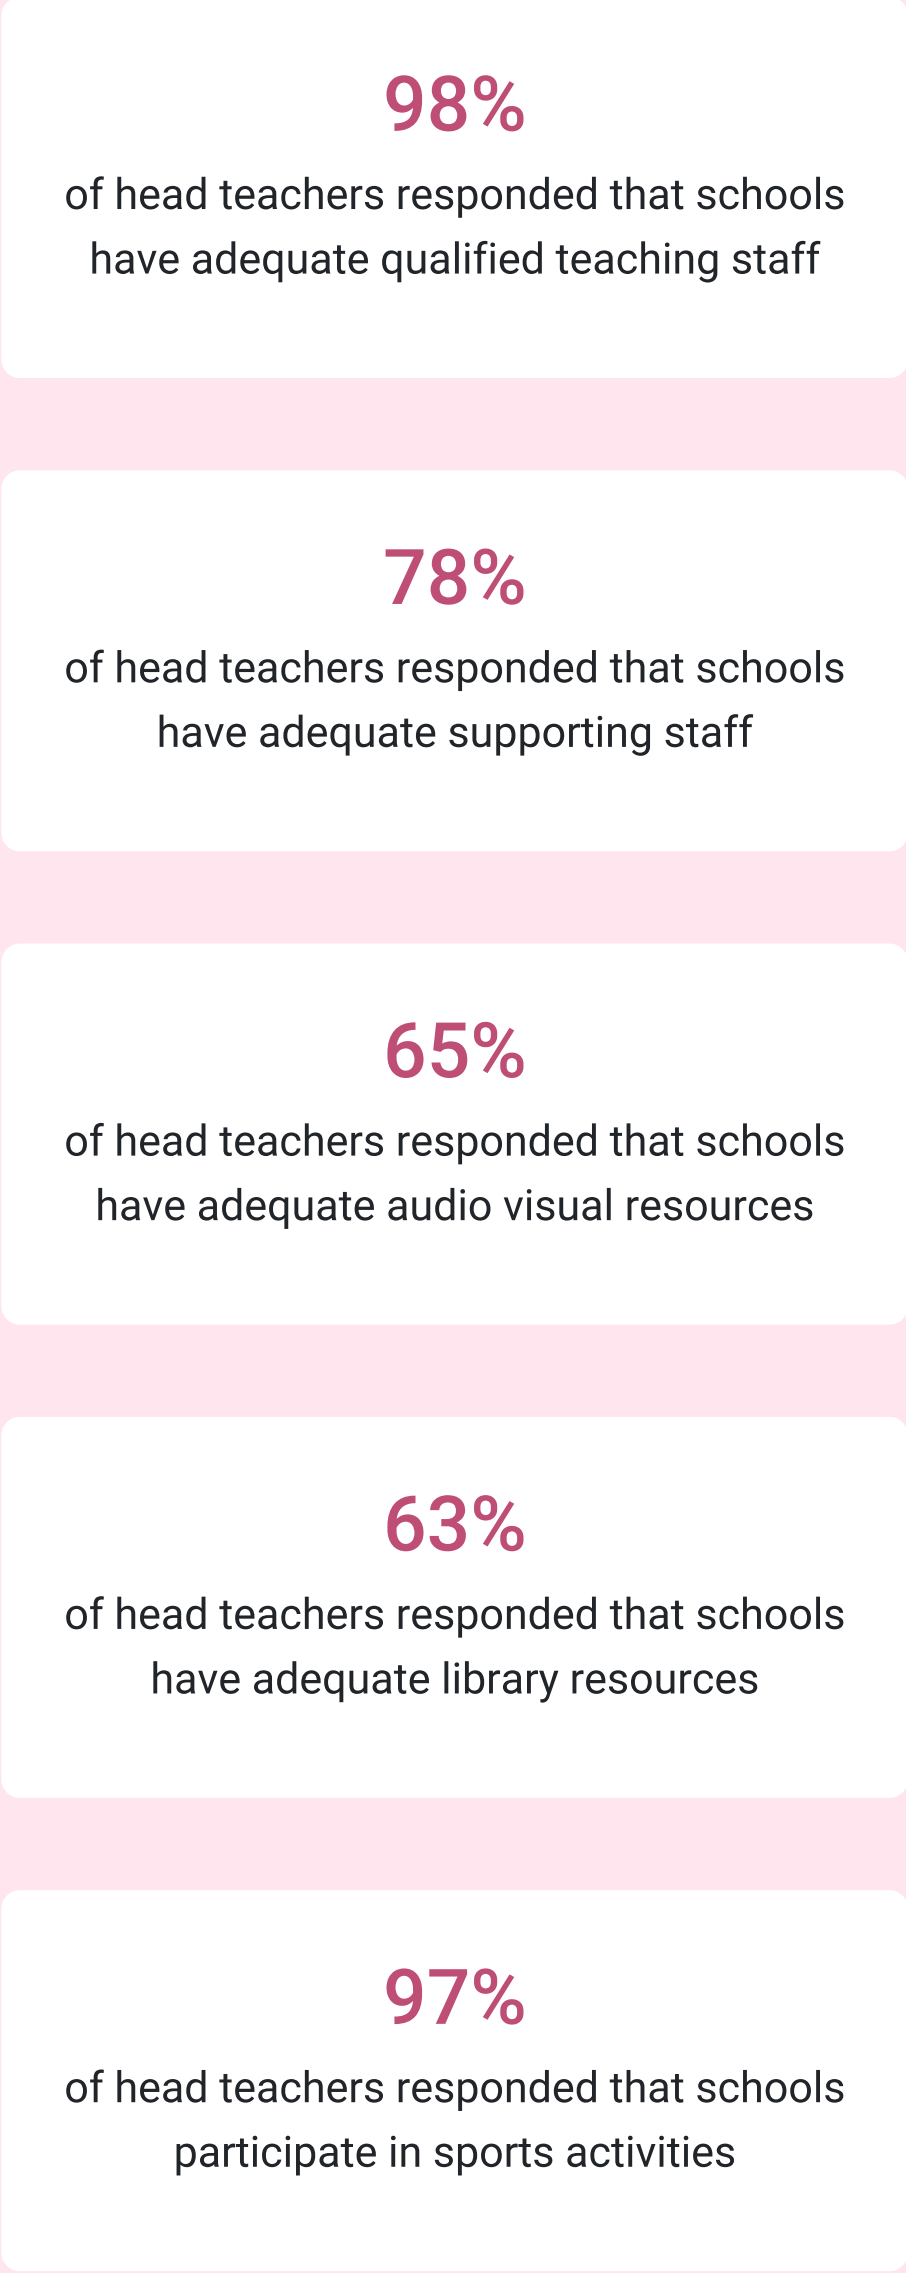 98%
of head teachers responded that schools
have adequate qualified teaching staff
78%
of head teachers responded that schools
have adequate supporting staff
65%
of head teachers responded that schools
have adequate audio visual resources
63%
of head teachers responded that schools
have adequate library resources
97%
of head teachers responded that schools
participate in sports activities